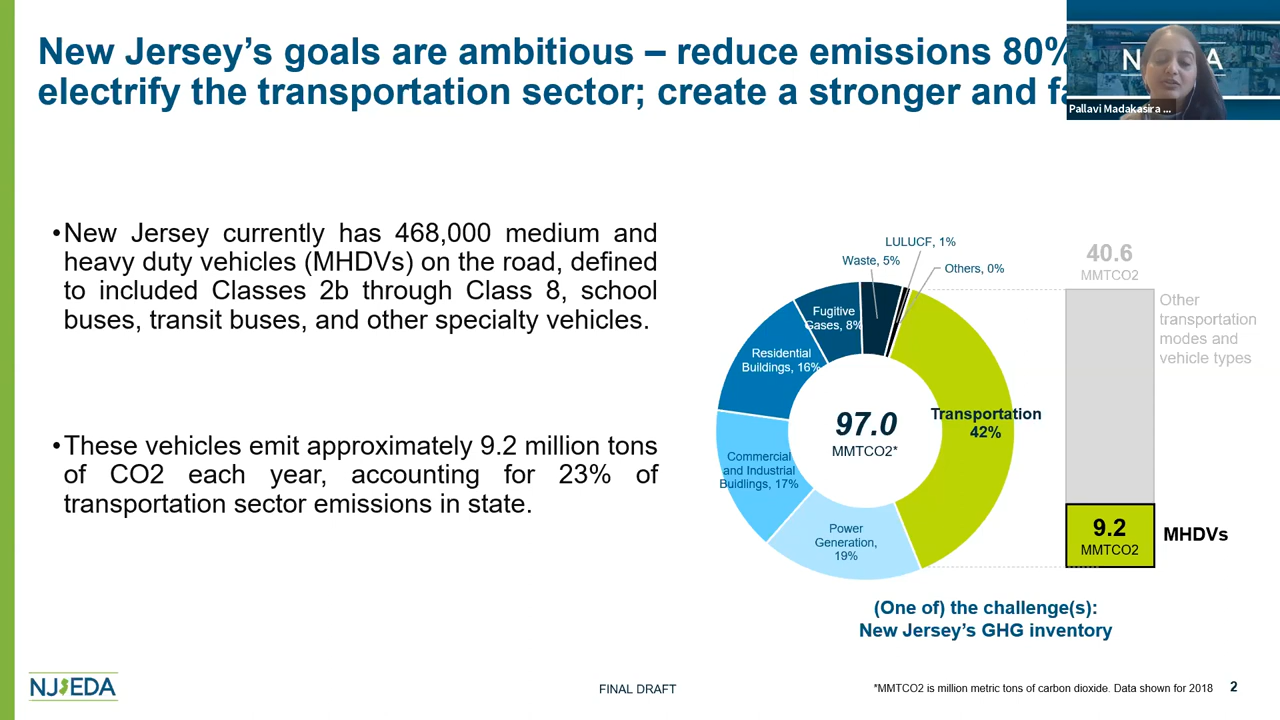 New Jersey’s goals are ambitious – reduce emissions 80%
electrify the transportation sector; create a stronger and
Pallavi Madakasira ...
•New Jersey currently has 468,000 medium and
heavy duty vehicles (MHDVs) on the road, defined
to included Classes 2b through Class 8, school
buses, transit buses, and other specialty vehicles.
•These vehicles emit approximately 9.2 million tons
of CO2 each year, accounting for 23% of
transportation sector emissions in state.
LULUCF, 1%
Waste, 5%
Others, 0%
Fugitive
Gases, 8%
Residential
Buildings, 16%
Commercial
and Industrial
Buidlings, 17%
Power
Generation,
19%
Transportation
42%
97.0
MMTCO2*
40.6
MMTCO2
Other
transportation
modes and
vehicle types
9.2
MMTCO2
MHDVs
(One of) the challenge(s):
New Jersey’s GHG inventory
NJEDA
FINAL DRAFT
*MMTCO2 is million metric tons of carbon dioxide. Data shown for 2018
2